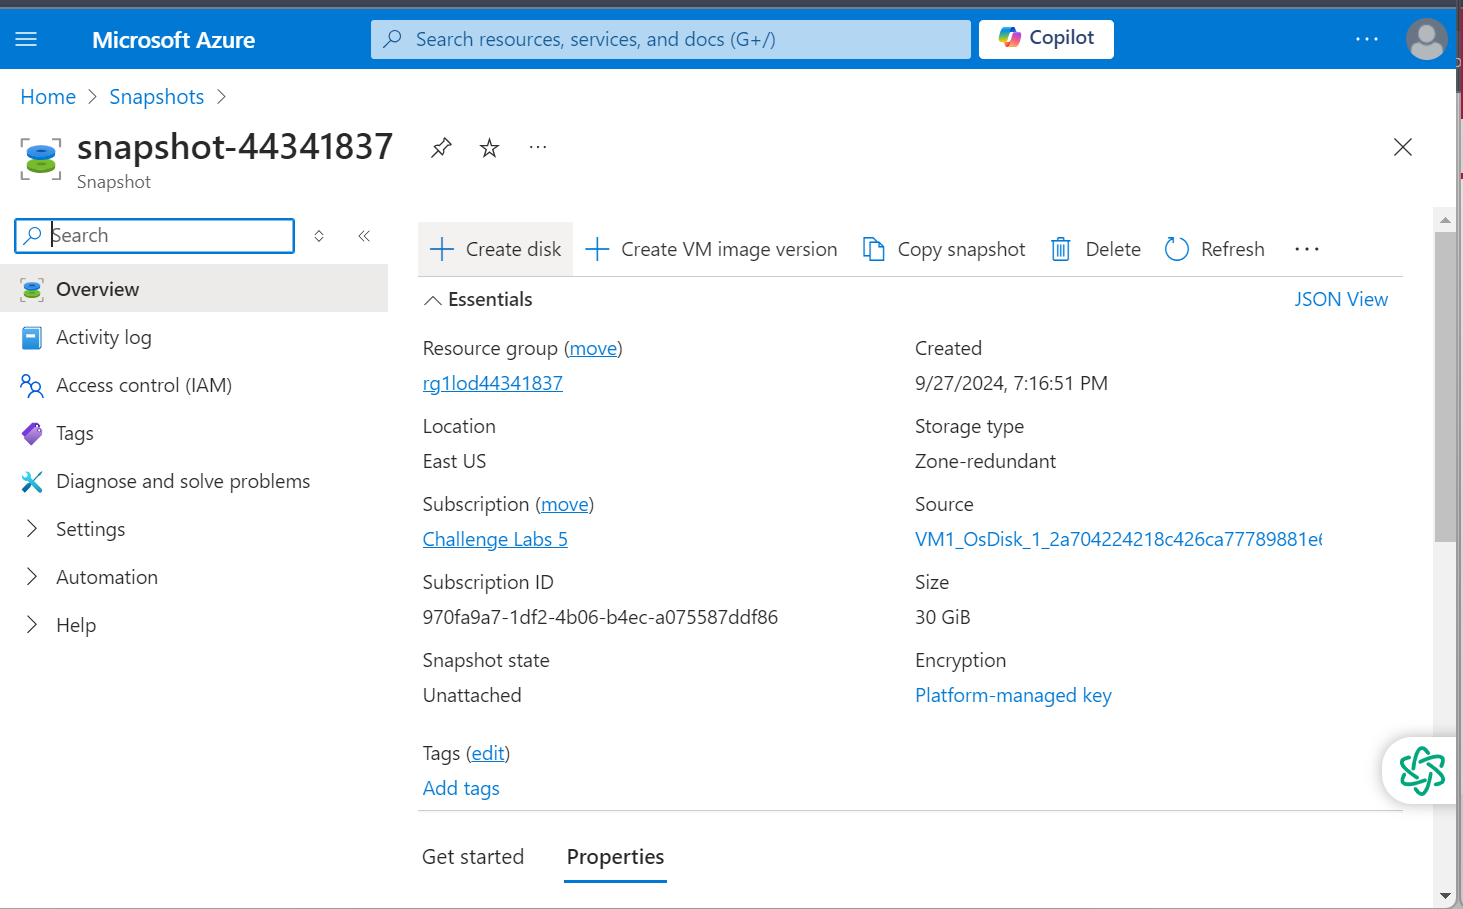 Microsoft Azure
Search resources, services, and docs (G+/)
Copilot
Home > Snapshots >
snapshot-44341837
Snapshot
Search
Overview
Activity log
Access control (IAM)
Tags
Diagnose and solve problems
Settings
Automation
Help
Create disk
Create VM image version
Copy snapshot
Delete
Refresh
Essentials
JSON View
Resource group (move)
rg1lod44341837
Location
East US
Subscription (move)
Challenge Labs 5
Subscription ID
970fa9a7-1df2-4b06-b4ec-a075587ddf86
Snapshot state
Unattached
Created
9/27/2024, 7:16:51 PM
Storage type
Zone-redundant
Source
VM1_OsDisk_1_2a704224218c426ca77789881e6
Size
30 GiB
Encryption
Platform-managed key
Tags (edit)
Add tags
Get started
Properties